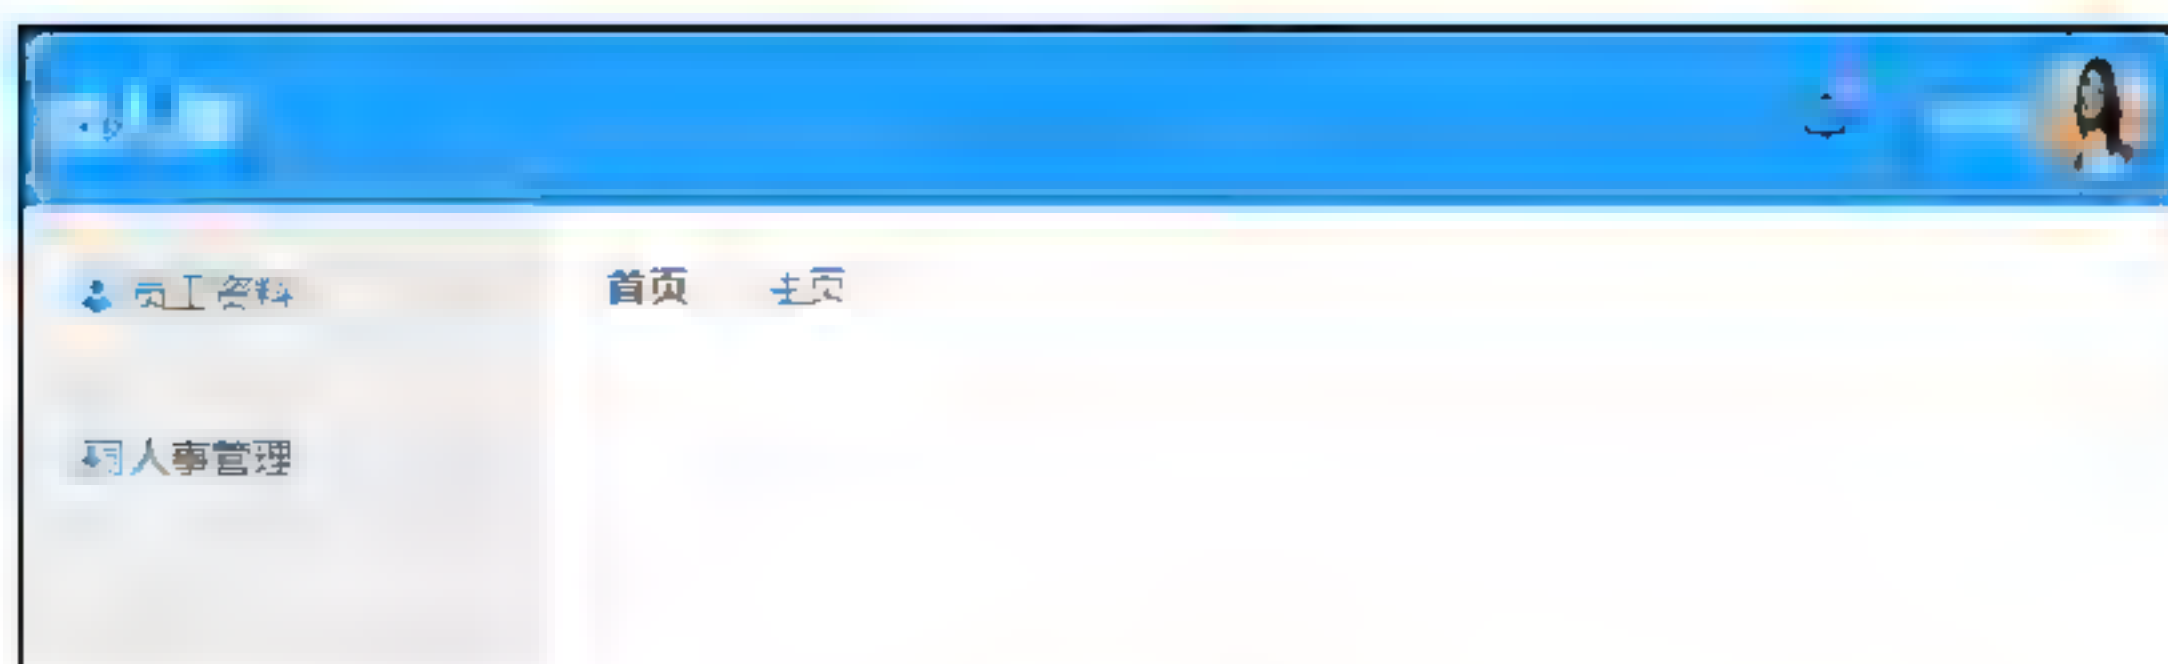 员工资料
首页 主页
人事管理